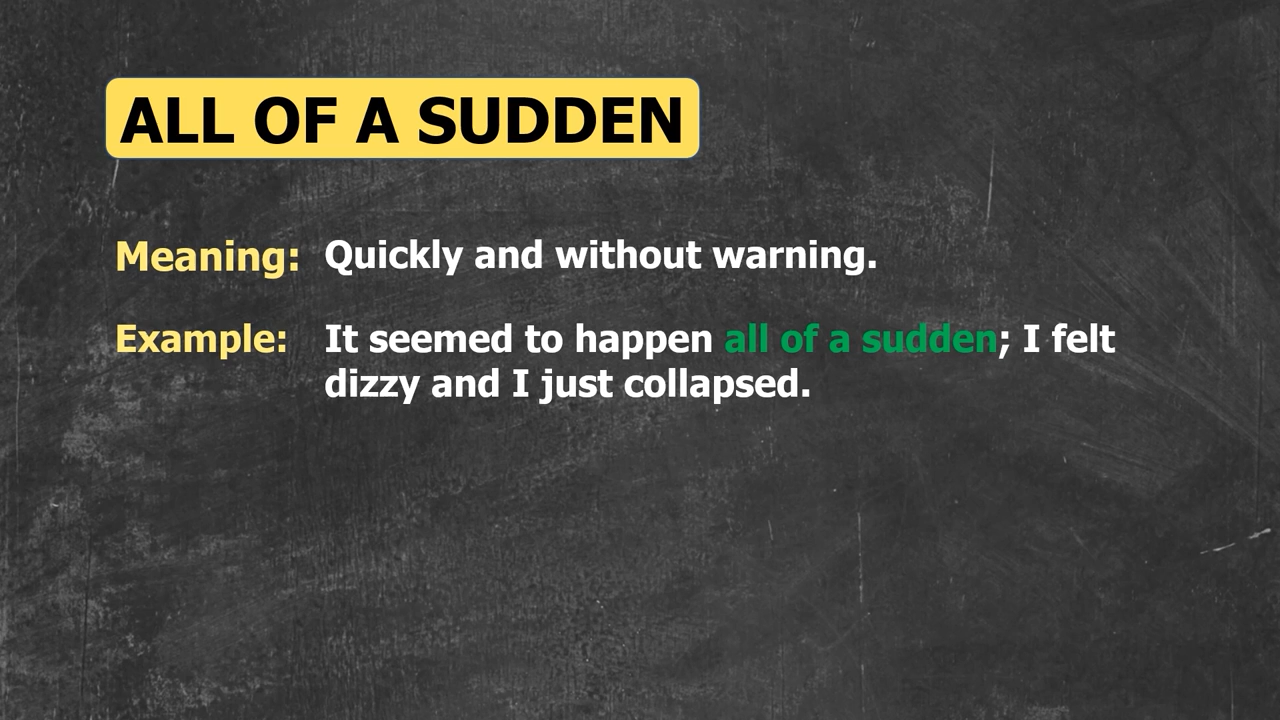 ALL OF A SUDDEN
Meaning: Quickly and without warning.
Example: It seemed to happen all of a sudden; I felt
dizzy and I just collapsed.